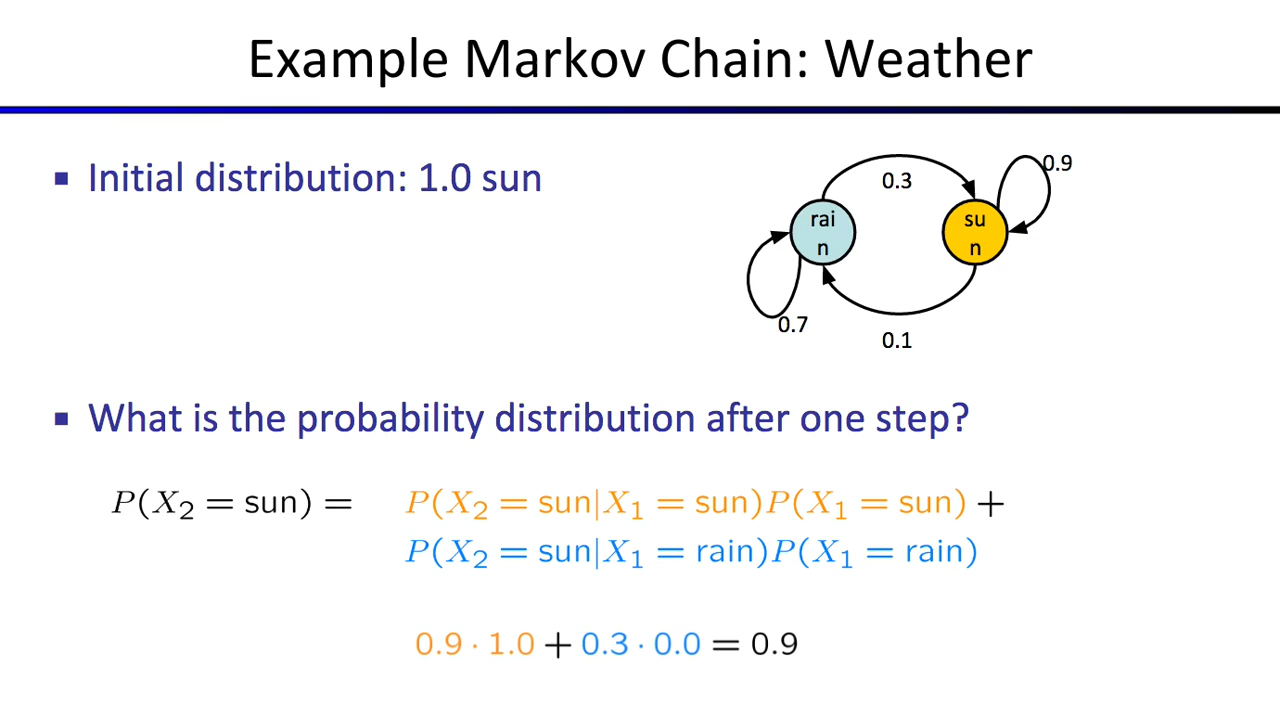 Example Markov Chain: Weather
▪ Initial distribution: 1.0 sun
0.3
0.9
rai
n
su
n
0.7
0.1
▪ What is the probability distribution after one step?
P(X₂ = sun) = P(X₂ = sun|X₁ = sun)P(X₁ = sun) +
P(X₂ = sun|X₁ = rain)P(X₁ = rain)
0.9 · 1.0 + 0.3 · 0.0 = 0.9